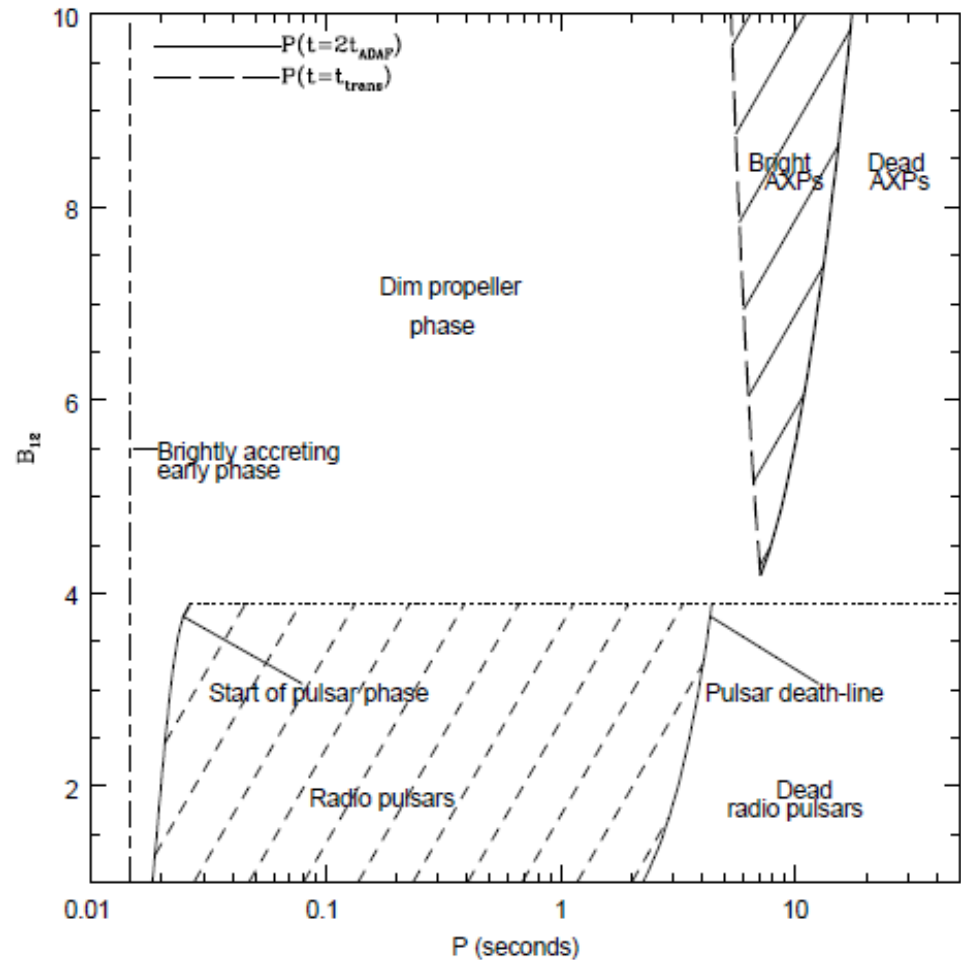 10
P(t=2t_ADAF)
P(t=t_trans)
Bright
AXPs
Dead
AXPs
8
Dim propeller
phase
6
B_12
Brightly accreting
early phase
4
Start of pulsar phase
Pulsar death-line
2
Radio pulsars
Dead
radio pulsars
0.01
0.1
1
10
P (seconds)